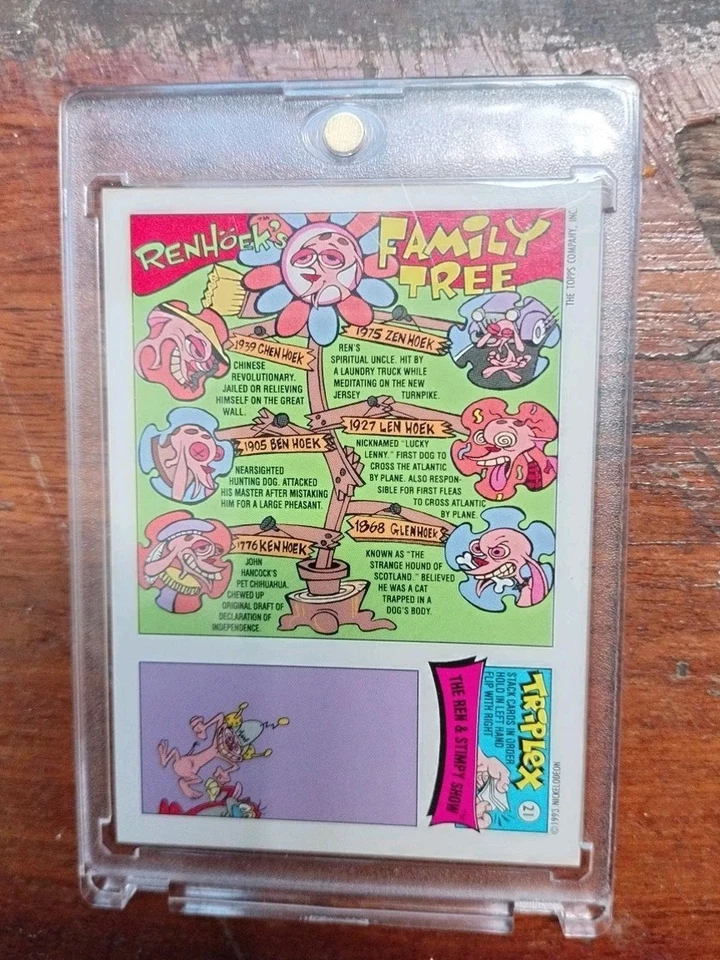 RENHÖEK'S
FAMILY
TREE
THE TOPPS COMPANY, INC.
1939 CHEN HOEK
CHINESE
REVOLUTIONARY.
JAILED OR RELIEVING
HIMSELF ON THE GREAT
WALL.
1975 ZEN HOEK
REN'S
SPIRITUAL UNCLE. HIT BY
A LAUNDRY TRUCK WHILE
MEDITATING ON THE NEW
JERSEY TURNPIKE.
1905 BEN HOEK
NEARSIGHTED
HUNTING DOG. ATTACKED
HIS MASTER AFTER MISTAKING
HIM FOR A LARGE PHEASANT.
1927 LEN HOEK
NICKNAMED "LUCKY
LENNY." FIRST DOG TO
CROSS THE ATLANTIC
BY PLANE. ALSO RESPON-
SIBLE FOR FIRST FLEAS
TO CROSS ATLANTIC
BY PLANE.
1776 KEN HOEK
JOHN
HANCOCK'S
PET CHIHUAHUA.
CHEWED UP
ORIGINAL DRAFT OF
DECLARATION OF
INDEPENDENCE.
1868 GLEN HOEK
KNOWN AS "THE
STRANGE HOUND OF
SCOTLAND." BELIEVED
HE WAS A CAT
TRAPPED IN A
DOG'S BODY.
THE REN & STIMPY SHOW
TRIPLEX
STACK CARDS IN ORDER
HOLD IN LEFT HAND
FLIP WITH RIGHT
21
© 1993 NICKELODEON